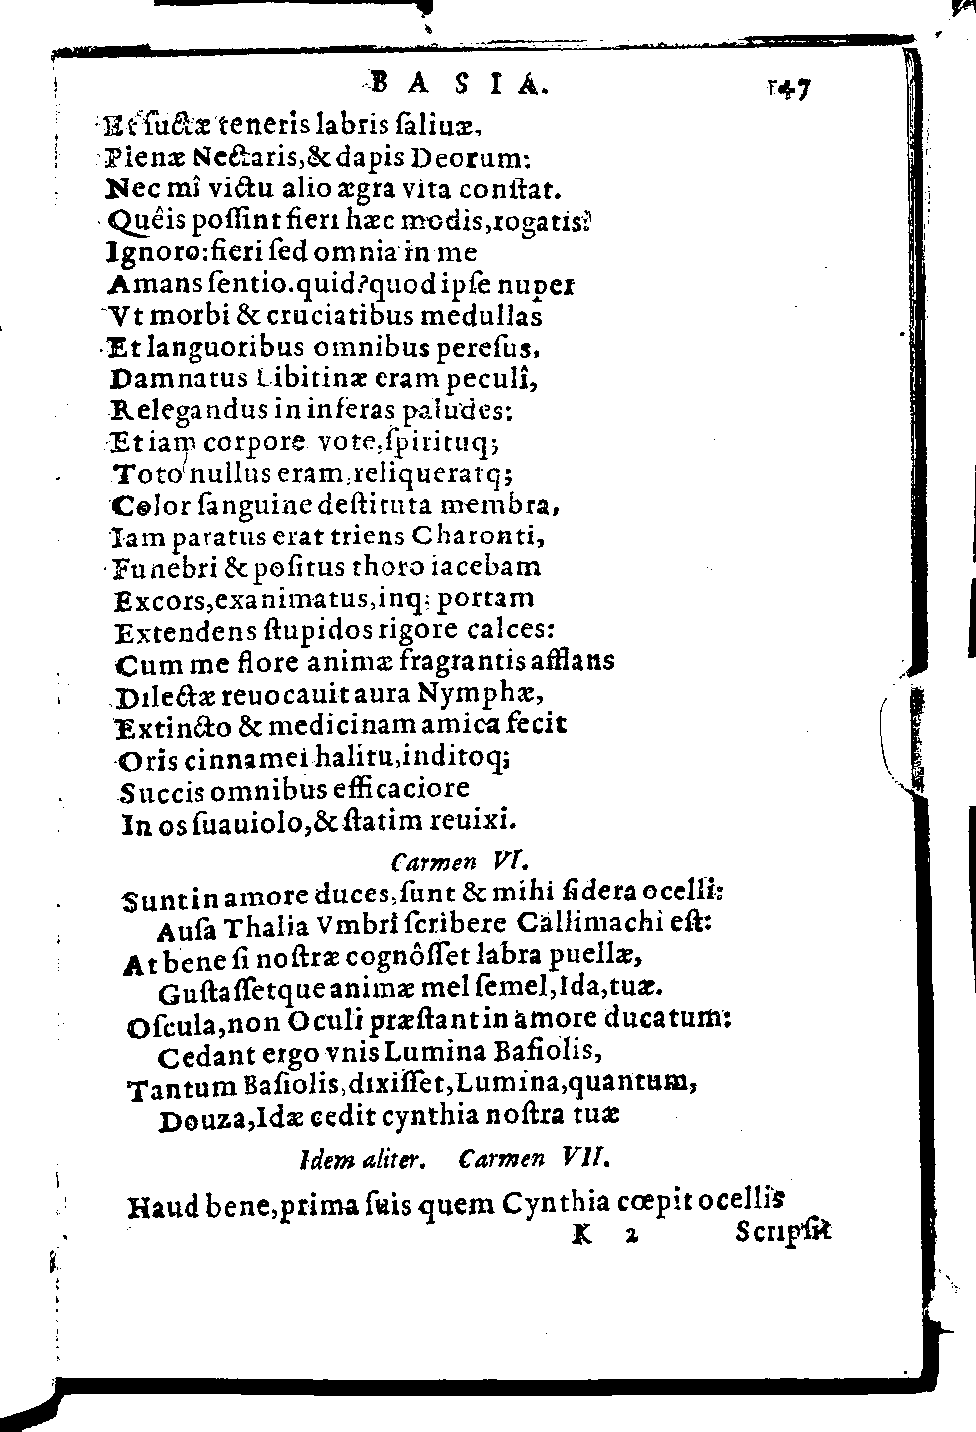 BASIA. 147
Et ſuctæ teneris labris ſaliuæ,
Plenæ Nectaris,& dapis Deorum:
Nec mî victu alio ægra vita conſtat.
Quêis poſſint fieri hæc modis,rogatis?
Ignoro:fieri ſed omnia in me
Amans ſentio.quid?quod ipſe nuper
Vt morbi & cruciatibus medullas
Et languoribus omnibus pereſus,
Damnatus Libitinæ eram peculî,
Relegandus in inferas paludes:
Etiam corpore vote,ſpirituq;
Toto nullus eram,reliqueratq;
Color ſanguine deſtituta membra,
Iam paratus erat triens Charonti,
Funebri & poſitus thoro iacebam
Excors,exanimatus,inq; portam
Extendens ſtupidos rigore calces:
Cum me flore animæ fragrantis afflans
Dilectæ reuocauit aura Nymphæ,
Extincto & medicinam amica fecit
Oris cinnamei halitu,inditoq;
Succis omnibus efficaciore
In os ſuauiolo,& ſtatim reuixi.
Carmen VI.
Sunt in amore duces,ſunt & mihi ſidera ocelli:
Auſa Thalia Vmbri ſcribere Callimachi eſt:
At bene ſi noſtræ cognôſſet labra puellæ,
Guſtaſſetque animæ mel ſemel,Ida,tuæ.
Oſcula,non Oculi præſtant in amore ducatum:
Cedant ergo vnis Lumina Baſiolis,
Tantum Baſiolis,dixiſſet,Lumina,quantum,
Douza,Idæ cedit cynthia noſtra tuæ
Idem aliter. Carmen VII.
Haud bene,prima ſuis quem Cynthia cœpit ocellis
K 2 Scripſit